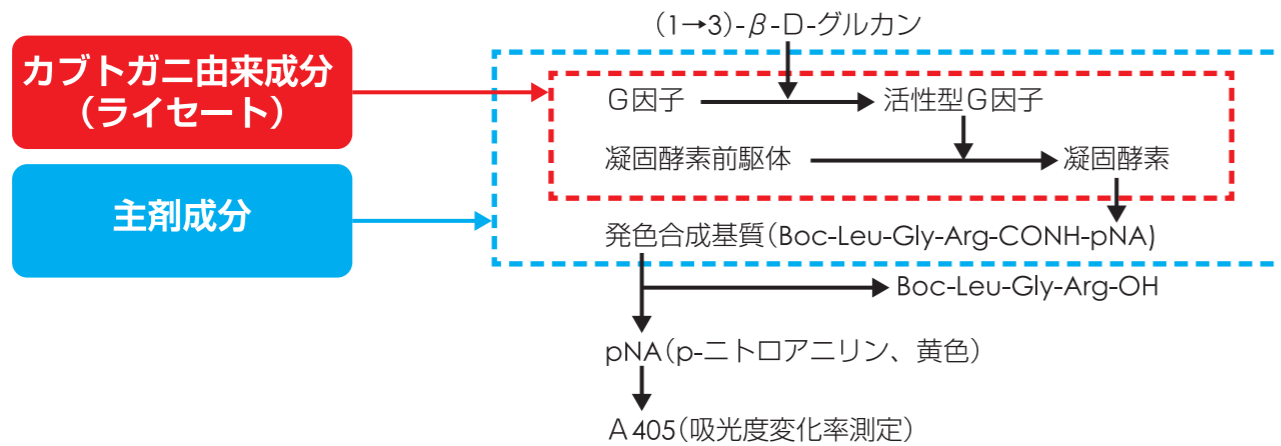 (1→3)-β-D-グルカン
カブトガニ由来成分
（ライセート）
G因子
活性型G因子
凝固酵素前駆体
凝固酵素
主剤成分
発色合成基質(Boc-Leu-Gly-Arg-CONH-pNA)
Boc-Leu-Gly-Arg-OH
pNA(p-ニトロアニリン、黄色)
A405(吸光度変化率測定)